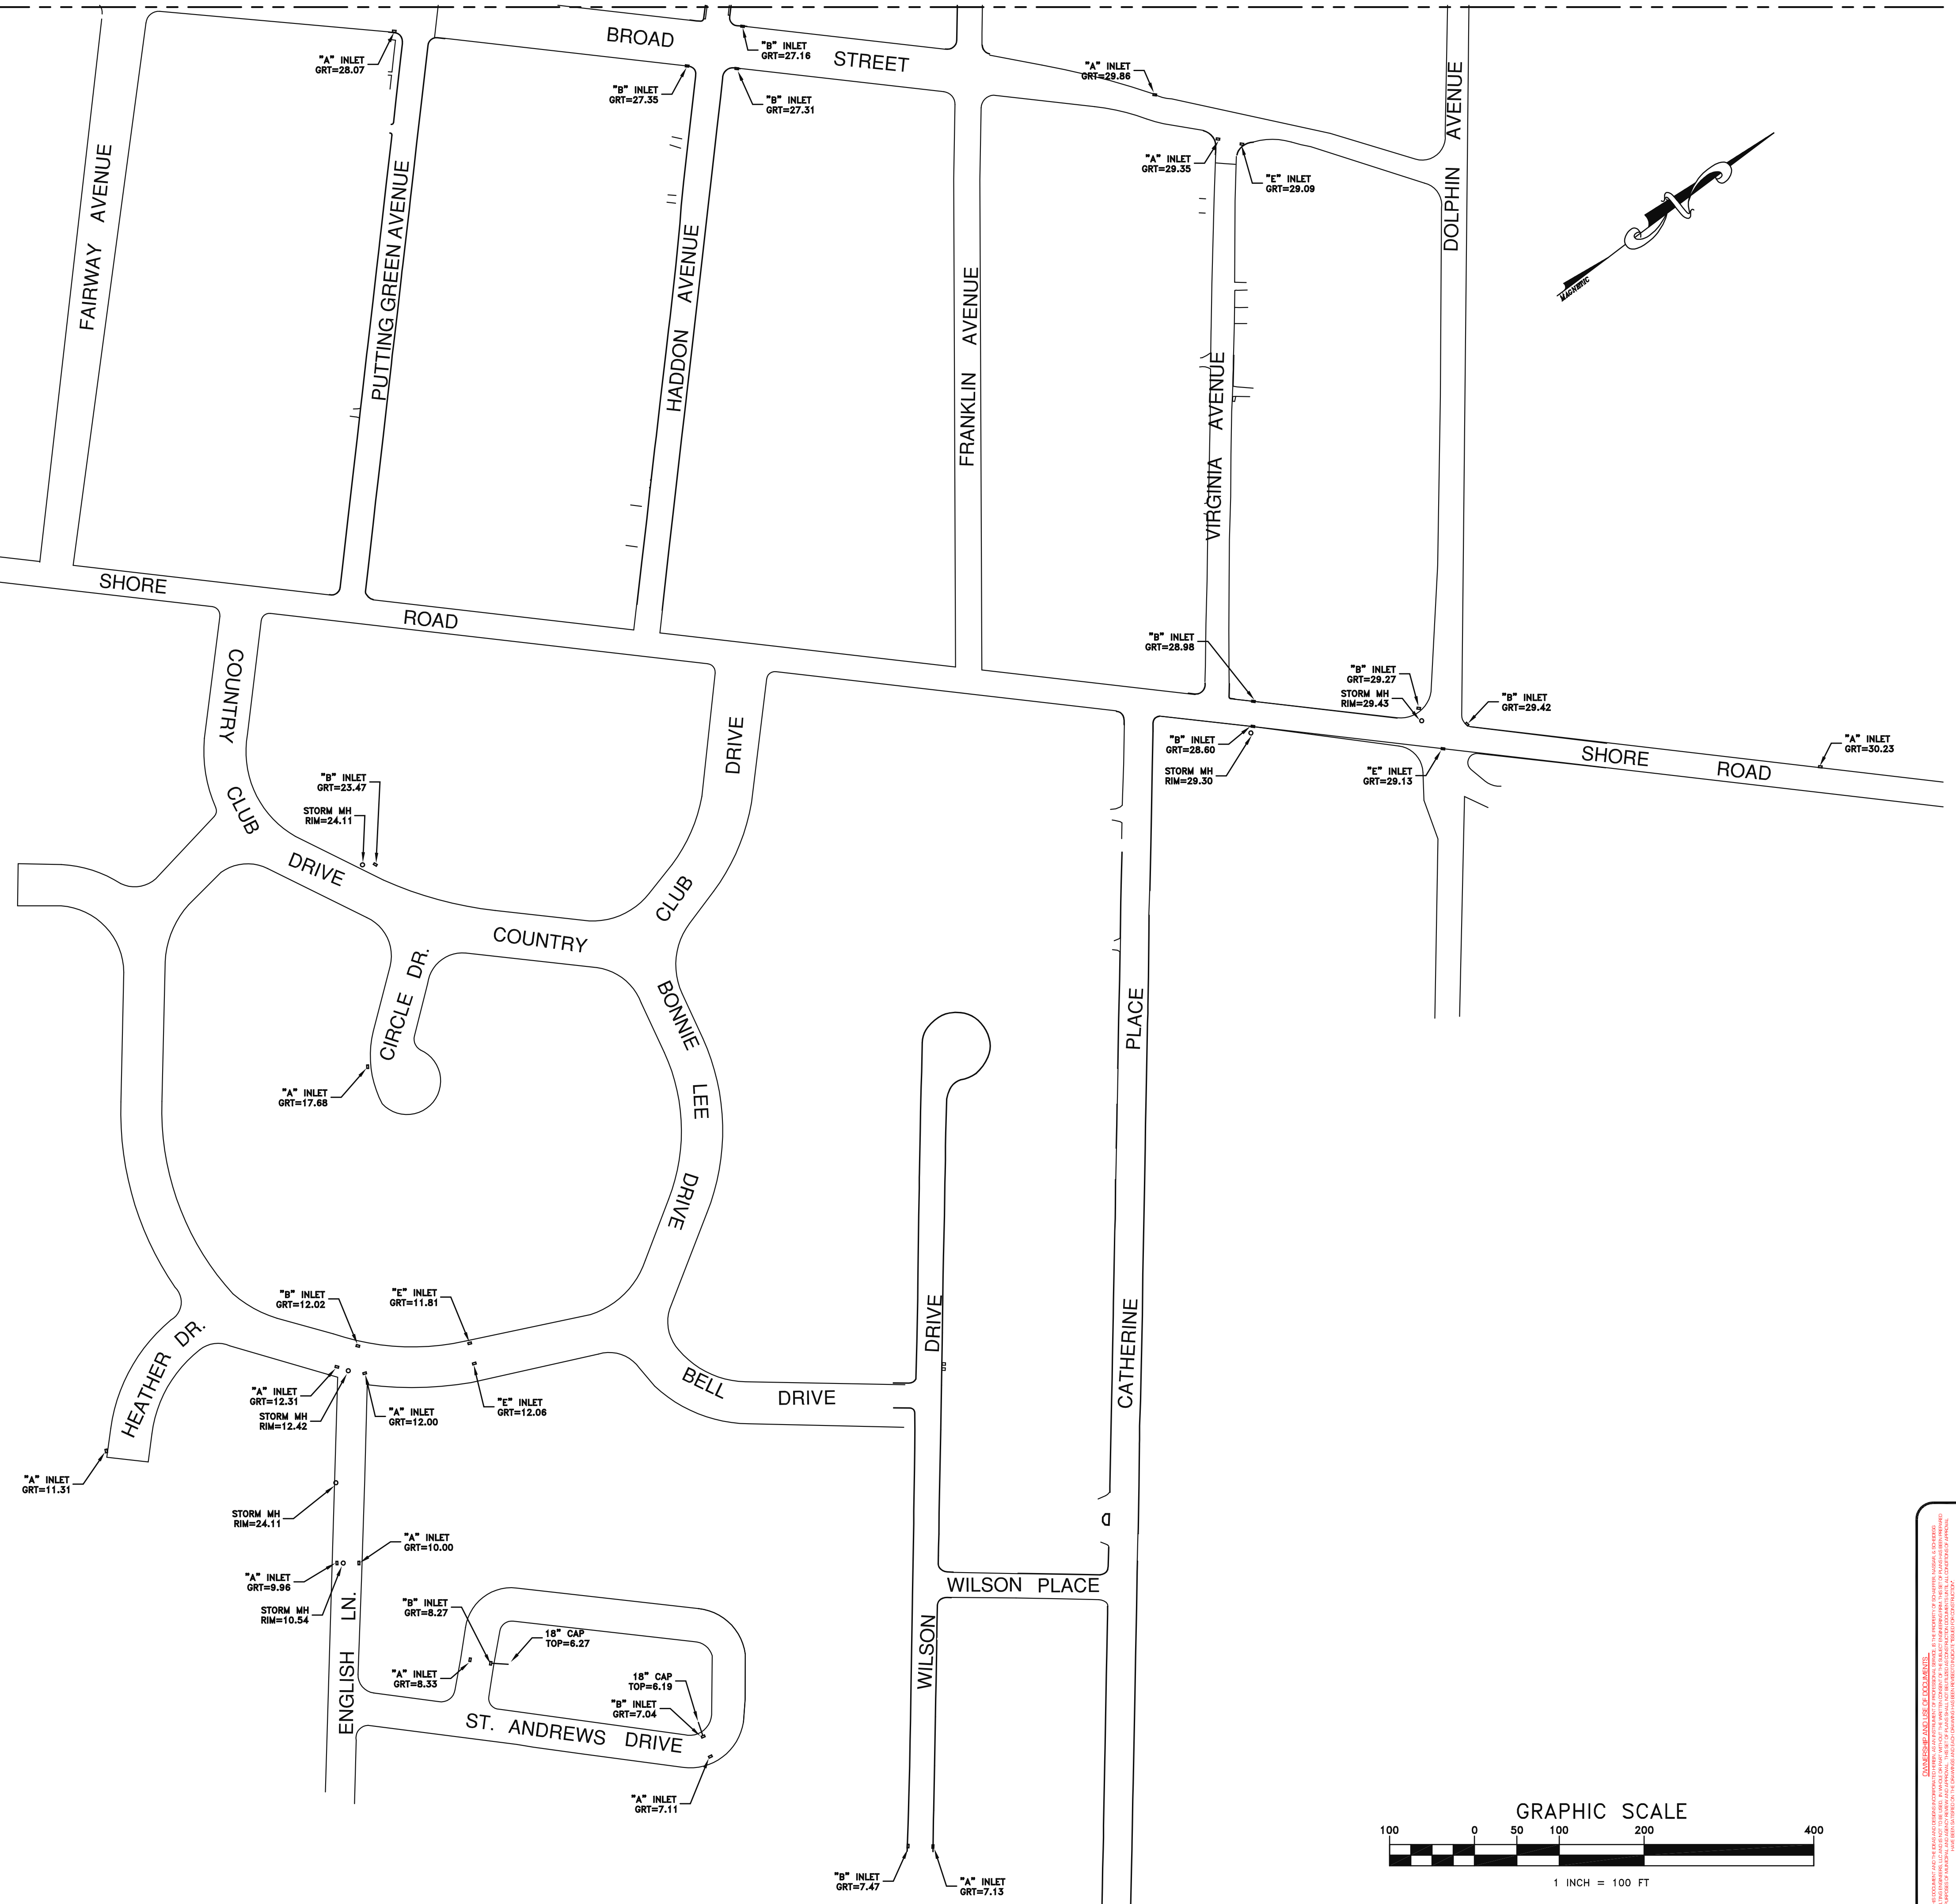 BROAD
STREET
"A" INLET
GRT=28.07
"B" INLET
GRT=27.16
"B" INLET
GRT=27.35
"B" INLET
GRT=27.31
"A" INLET
GRT=29.86
"A" INLET
GRT=29.35
"E" INLET
GRT=29.09
FAIRWAY AVENUE
PUTTING GREEN AVENUE
HADDON AVENUE
FRANKLIN AVENUE
VIRGINIA AVENUE
DOLPHIN AVENUE
MAGNETIC
SHORE
ROAD
"B" INLET
GRT=28.98
"B" INLET
GRT=29.27
STORM MH
RIM=29.43
"B" INLET
GRT=29.42
"B" INLET
GRT=28.60
STORM MH
RIM=29.30
"E" INLET
GRT=29.13
SHORE ROAD
"A" INLET
GRT=30.23
COUNTRY
CLUB
DRIVE
"B" INLET
GRT=23.47
STORM MH
RIM=24.11
COUNTRY
CLUB
DRIVE
CIRCLE DR.
"A" INLET
GRT=17.68
BONNIE
LEE
DRIVE
PLACE
CATHERINE
"B" INLET
GRT=12.02
"E" INLET
GRT=11.81
HEATHER DR.
"A" INLET
GRT=12.31
STORM MH
RIM=12.42
"A" INLET
GRT=12.00
"E" INLET
GRT=12.06
BELL
DRIVE
DRIVE
WILSON
"A" INLET
GRT=11.31
STORM MH
RIM=24.11
"A" INLET
GRT=10.00
"A" INLET
GRT=9.96
STORM MH
RIM=10.54
ENGLISH LN.
"B" INLET
GRT=8.27
18" CAP
TOP=6.27
"A" INLET
GRT=8.33
18" CAP
TOP=6.19
"B" INLET
GRT=7.04
ST. ANDREWS DRIVE
"A" INLET
GRT=7.11
WILSON PLACE
"B" INLET
GRT=7.47
"A" INLET
GRT=7.13
GRAPHIC SCALE
100 0 50 100 200 400
1 INCH = 100 FT
OWNERSHIP AND USE OF DOCUMENTS